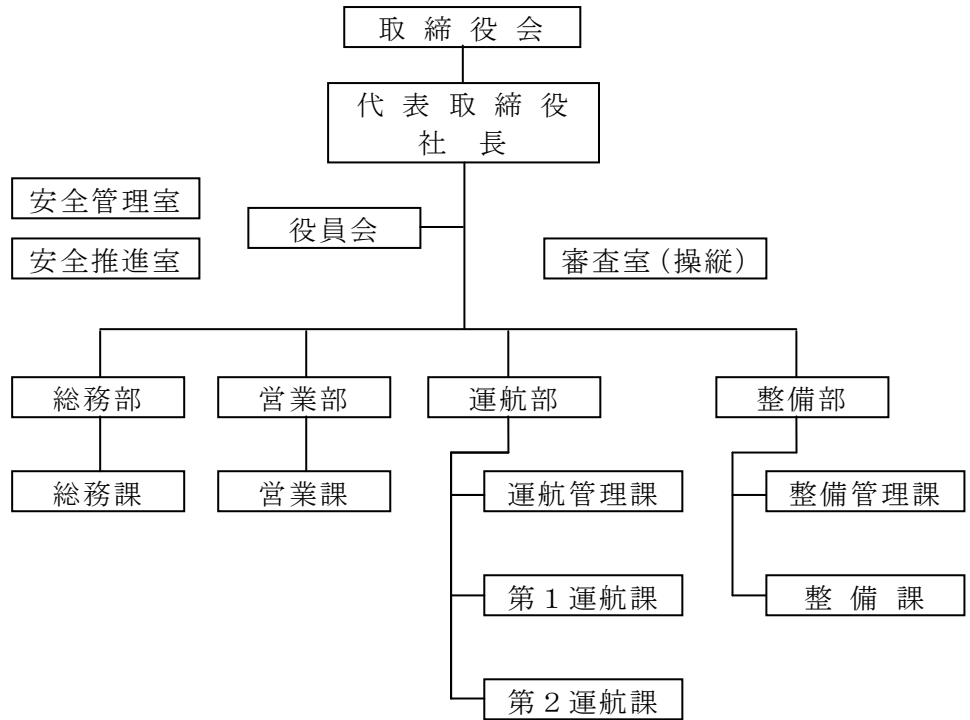 取 締 役 会
代 表 取 締 役
社 長
安全管理室
役員会
安全推進室
審査室（操縦）
総務部
営業部
運航部
整備部
総務課
営業課
運航管理課
整備管理課
第１運航課
整 備 課
第２運航課